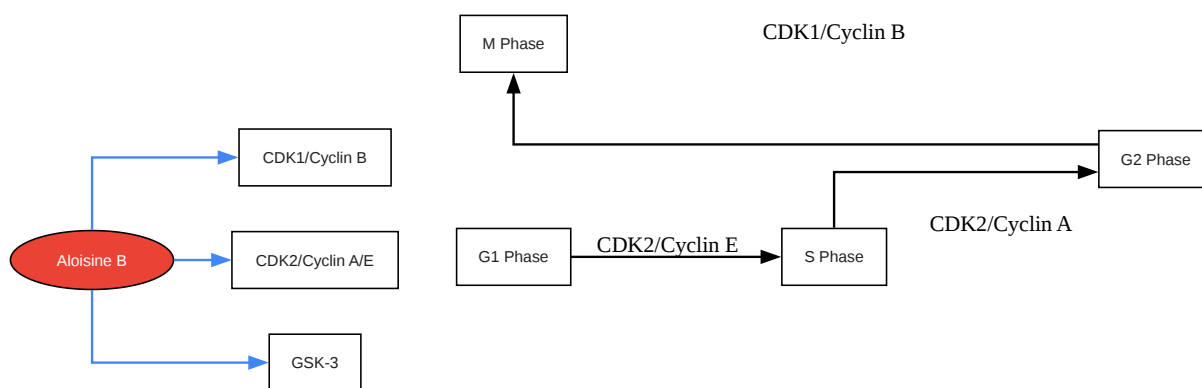 M Phase
CDK1/Cyclin B
CDK1/Cyclin B
G2 Phase
CDK2/Cyclin A
Aloisine B
CDK2/Cyclin A/E
G1 Phase
CDK2/Cyclin E
S Phase
GSK-3